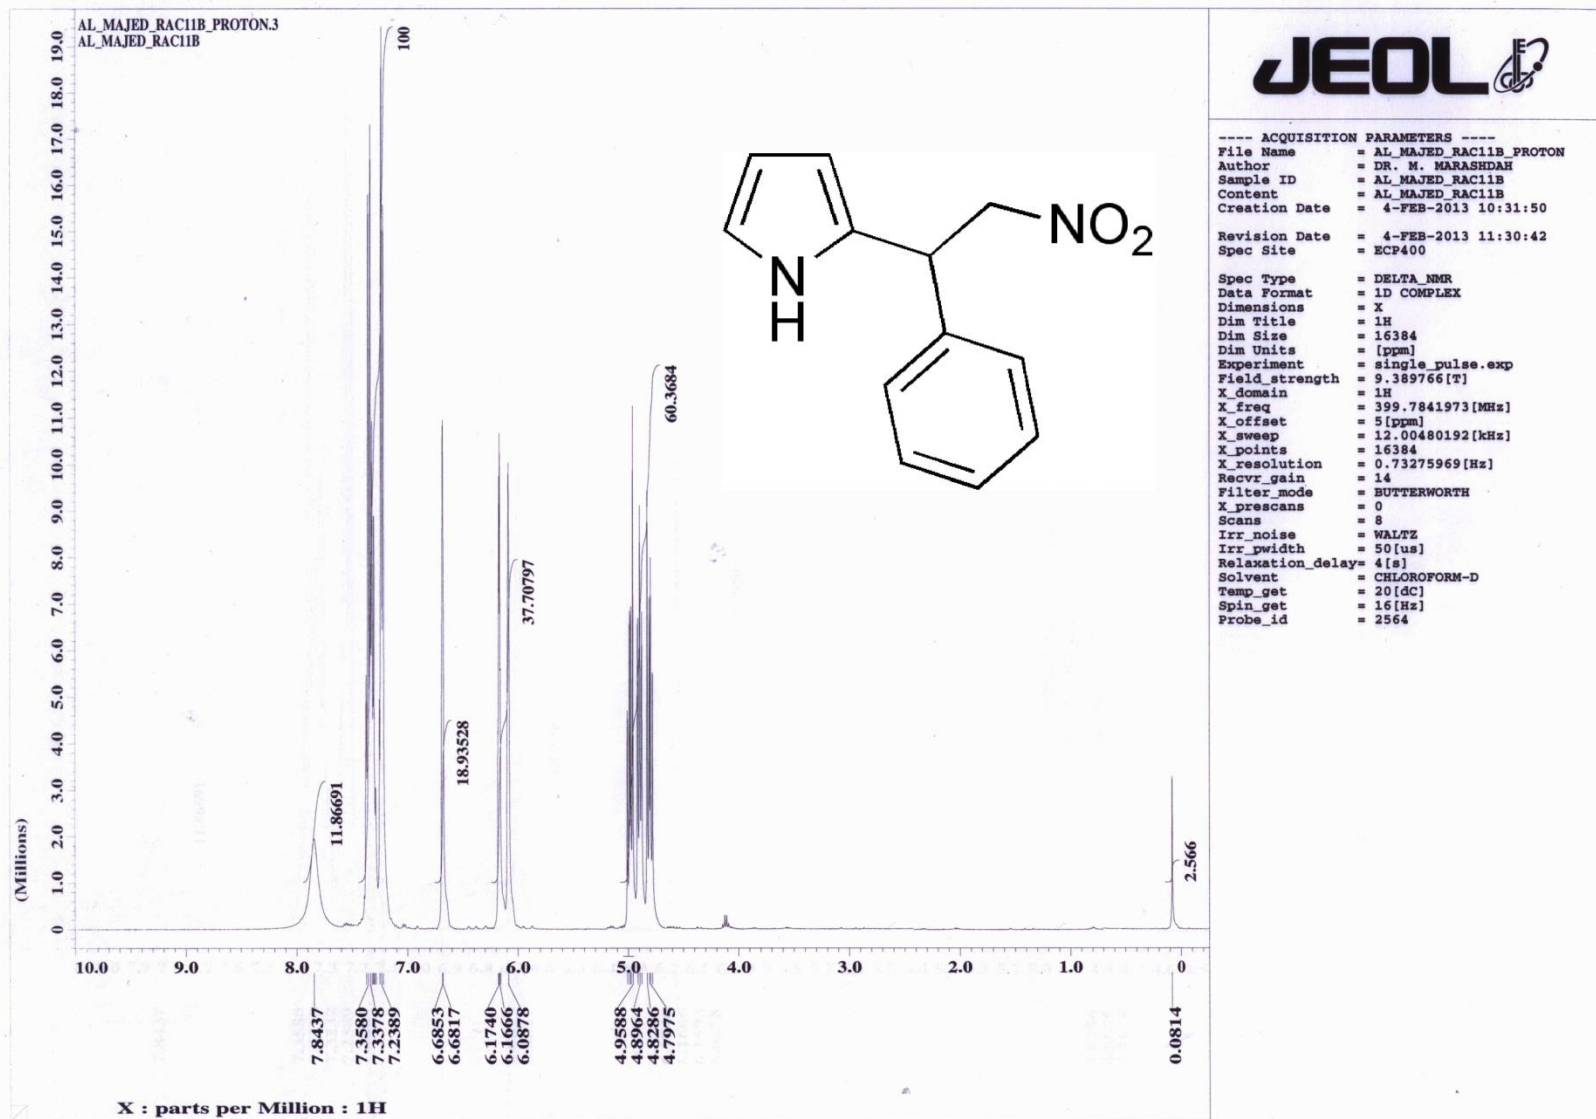 AL_MAJED_RAC11B_PROTON.3
AL_MAJED_RAC11B
(Millions)
19.0
18.0
17.0
16.0
15.0
14.0
13.0
12.0
11.0
10.0
9.0
8.0
7.0
6.0
5.0
4.0
3.0
2.0
1.0
0
100
60.3684
37.70797
18.93528
11.86691
2.566
NO2
N
H
10.0 9.0 8.0 7.0 6.0 5.0 4.0 3.0 2.0 1.0 0
7.8437
7.3580
7.3378
7.2389
6.6853
6.6817
6.1740
6.1666
6.0878
4.9588
4.8964
4.8286
4.7975
0.0814
X : parts per Million : 1H
JEOL
---- ACQUISITION PARAMETERS ----
File Name = AL_MAJED_RAC11B_PROTON
Author = DR. M. MARASHDAH
Sample ID = AL_MAJED_RAC11B
Content = AL_MAJED_RAC11B
Creation Date = 4-FEB-2013 10:31:50
Revision Date = 4-FEB-2013 11:30:42
Spec Site = ECP400
Spec Type = DELTA_NMR
Data Format = 1D COMPLEX
Dimensions = X
Dim Title = 1H
Dim Size = 16384
Dim Units = [ppm]
Experiment = single_pulse.exp
Field_strength = 9.389766[T]
X_domain = 1H
X_freq = 399.7841973[MHz]
X_offset = 5[ppm]
X_sweep = 12.00480192[kHz]
X_points = 16384
X_resolution = 0.73275969[Hz]
Recvr_gain = 14
Filter_mode = BUTTERWORTH
X_prescans = 0
Scans = 8
Irr_noise = WALTZ
Irr_pwidth = 50[us]
Relaxation_delay= 4[s]
Solvent = CHLOROFORM-D
Temp_get = 20[dC]
Spin_get = 16[Hz]
Probe_id = 2564